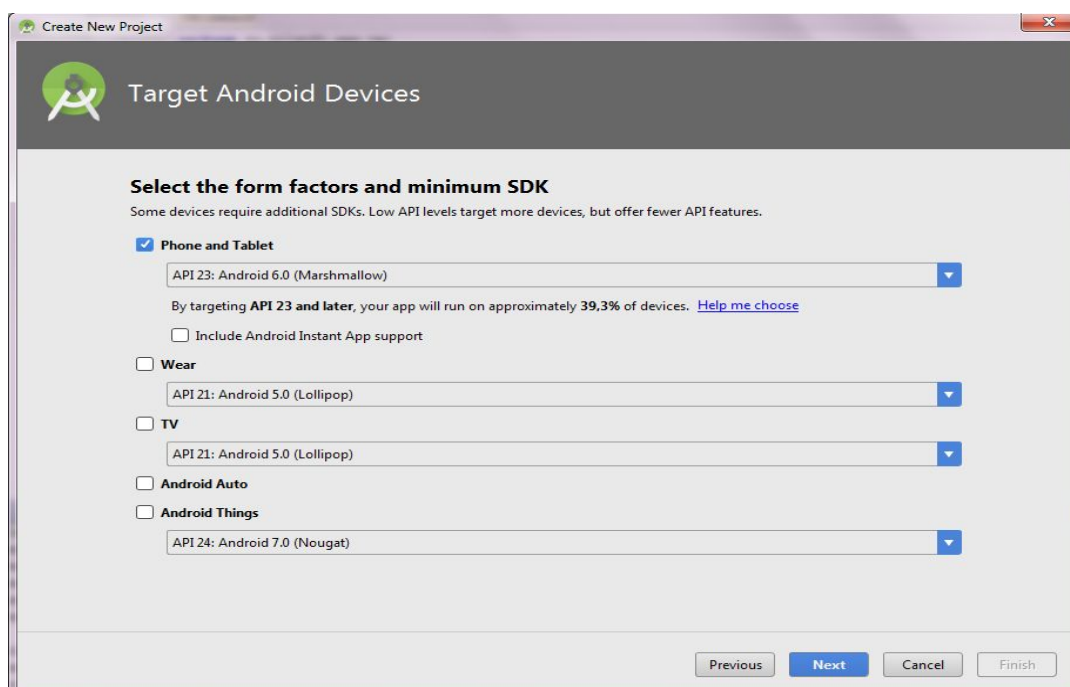 Create New Project
Target Android Devices
Select the form factors and minimum SDK
Some devices require additional SDKs. Low API levels target more devices, but offer fewer API features.
Phone and Tablet
API 23: Android 6.0 (Marshmallow)
By targeting API 23 and later, your app will run on approximately 39,3% of devices. Help me choose
Include Android Instant App support
Wear
API 21: Android 5.0 (Lollipop)
TV
API 21: Android 5.0 (Lollipop)
Android Auto
Android Things
API 24: Android 7.0 (Nougat)
Previous Next Cancel Finish